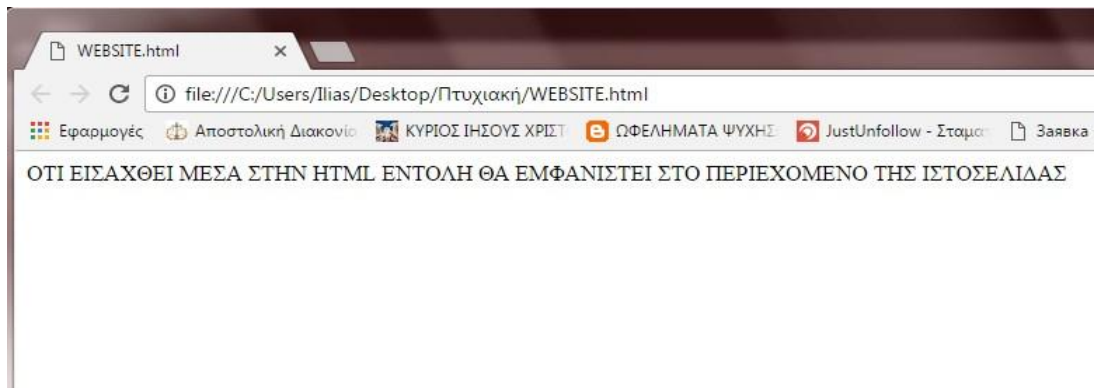 WEBSITE.html
file:///C:/Users/Ilias/Desktop/Πτυχιακή/WEBSITE.html
Εφαρμογές Αποστολική Διακονία ΚΥΡΙΟΣ ΙΗΣΟΥΣ ΧΡΙΣΤ ΩΦΕΛΗΜΑΤΑ ΨΥΧΗΣ JustUnfollow - Σταμα Заявка
ΟΤΙ ΕΙΣΑΧΘΕΙ ΜΕΣΑ ΣΤΗΝ HTML ΕΝΤΟΛΗ ΘΑ ΕΜΦΑΝΙΣΤΕΙ ΣΤΟ ΠΕΡΙΕΧΟΜΕΝΟ ΤΗΣ ΙΣΤΟΣΕΛΙΔΑΣ